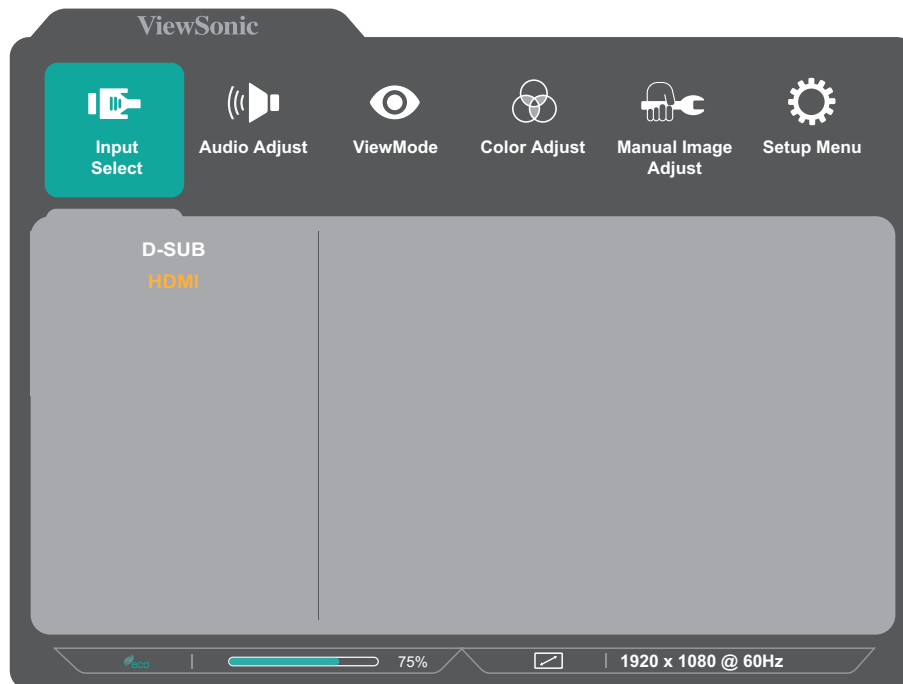 ViewSonic
Input
Select
Audio Adjust
ViewMode
Color Adjust
Manual Image
Adjust
Setup Menu
D-SUB
HDMI
eco
75%
1920 x 1080 @ 60Hz